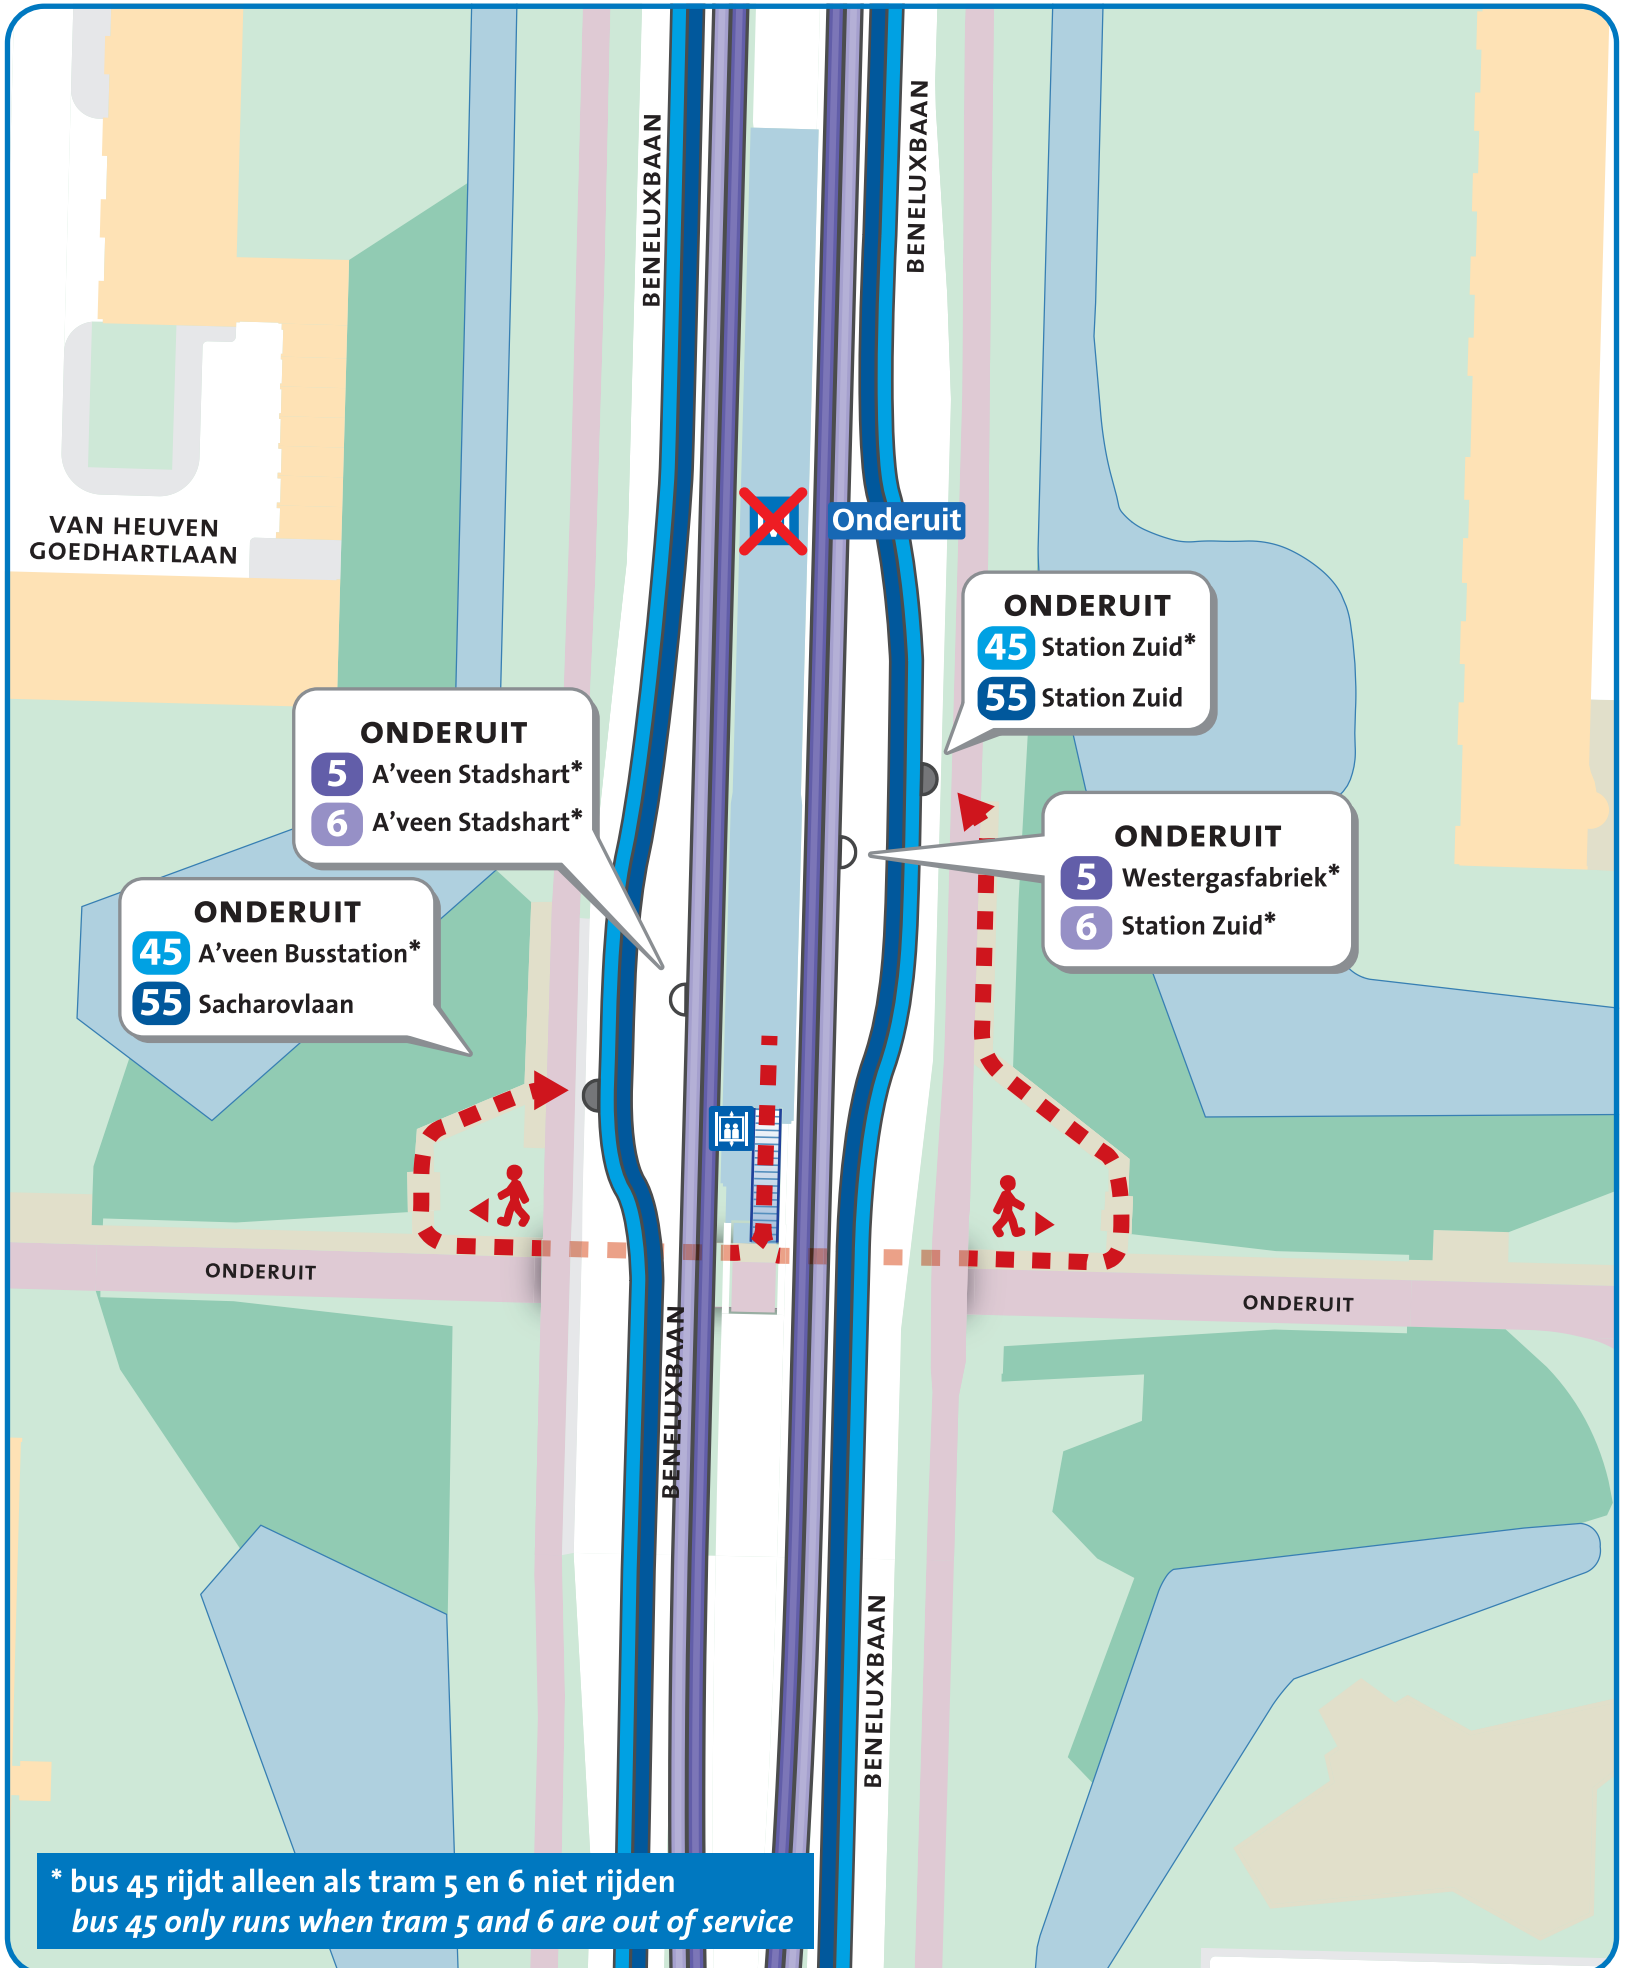 BENELUXBAAN
BENELUXBAAN
VAN HEUVEN
GOEDHARTLAAN
Onderuit
ONDERUIT
45 Station Zuid*
55 Station Zuid
ONDERUIT
5 A'veen Stadshart*
6 A'veen Stadshart*
ONDERUIT
5 Westergasfabriek*
6 Station Zuid*
ONDERUIT
45 A'veen Busstation*
55 Sacharovlaan
ONDERUIT
ONDERUIT
BENELUXBAAN
BENELUXBAAN
* bus 45 rijdt alleen als tram 5 en 6 niet rijden
bus 45 only runs when tram 5 and 6 are out of service